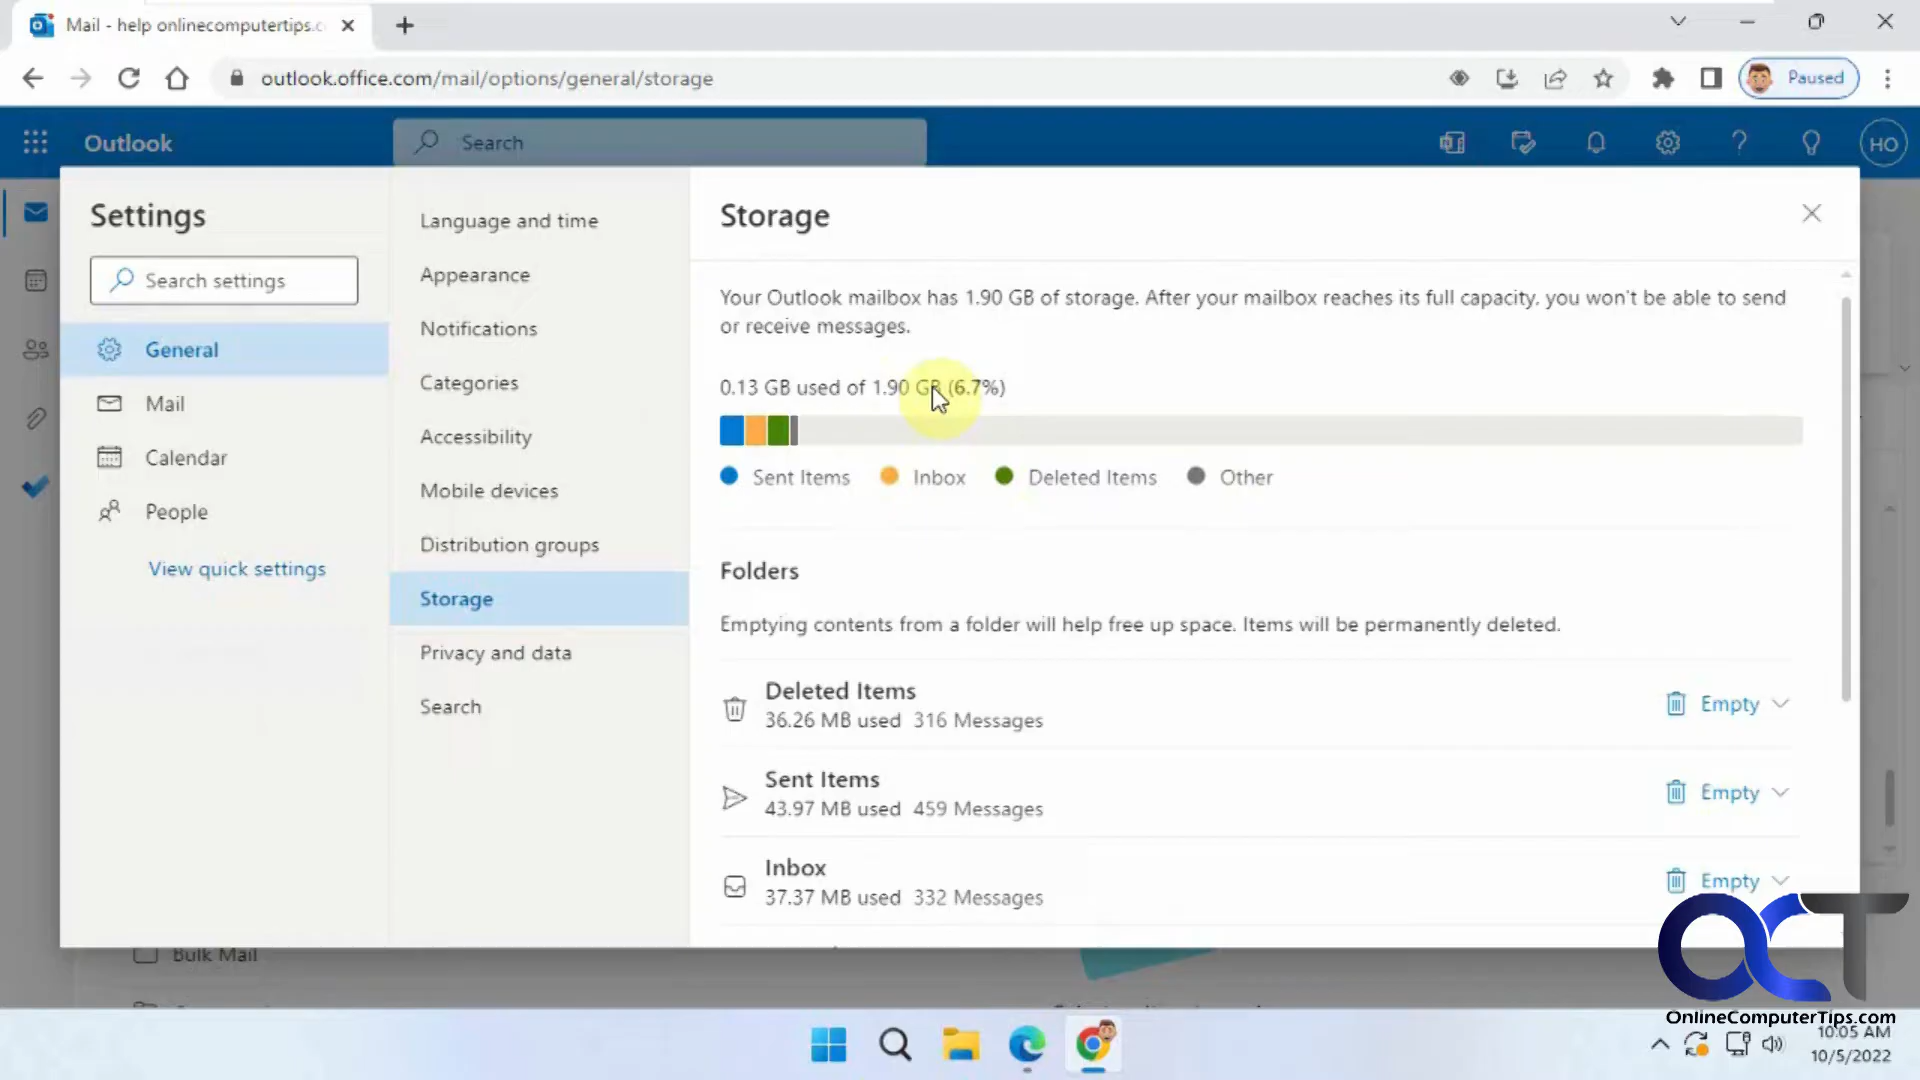 Mail - help onlinecomputertips.c
outlook.office.com/mail/options/general/storage
Paused
Outlook
Search
HO
Settings
Search settings
General
Mail
Calendar
People
View quick settings
Language and time
Appearance
Notifications
Categories
Accessibility
Mobile devices
Distribution groups
Storage
Privacy and data
Search
Storage
Your Outlook mailbox has 1.90 GB of storage. After your mailbox reaches its full capacity, you won't be able to send
or receive messages.
0.13 GB used of 1.90 GB (6.7%)
Sent Items
Inbox
Deleted Items
Other
Folders
Emptying contents from a folder will help free up space. Items will be permanently deleted.
Deleted Items
36.26 MB used 316 Messages
Empty
Sent Items
43.97 MB used 459 Messages
Empty
Inbox
37.37 MB used 332 Messages
Empty
Bulk Mail
OCT
OnlineComputerTips.com
10:05 AM
10/5/2022